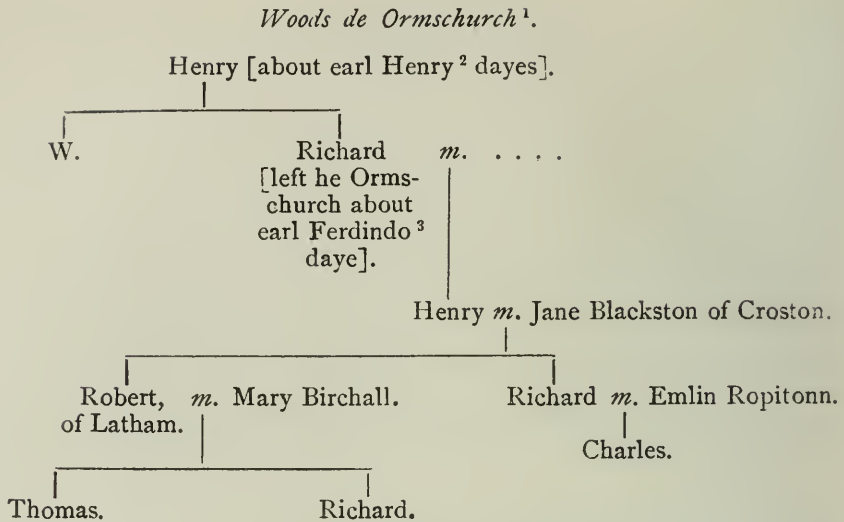 Woods de Ormschurch¹.
Henry [about earl Henry² dayes].
W. Richard m. . . . .
[left he Orms-
church about
earl Ferdindo³
daye].
Henry m. Jane Blackston of Croston.
Robert, m. Mary Birchall. Richard m. Emlin Ropitonn.
of Latham.
Charles.
Thomas. Richard.